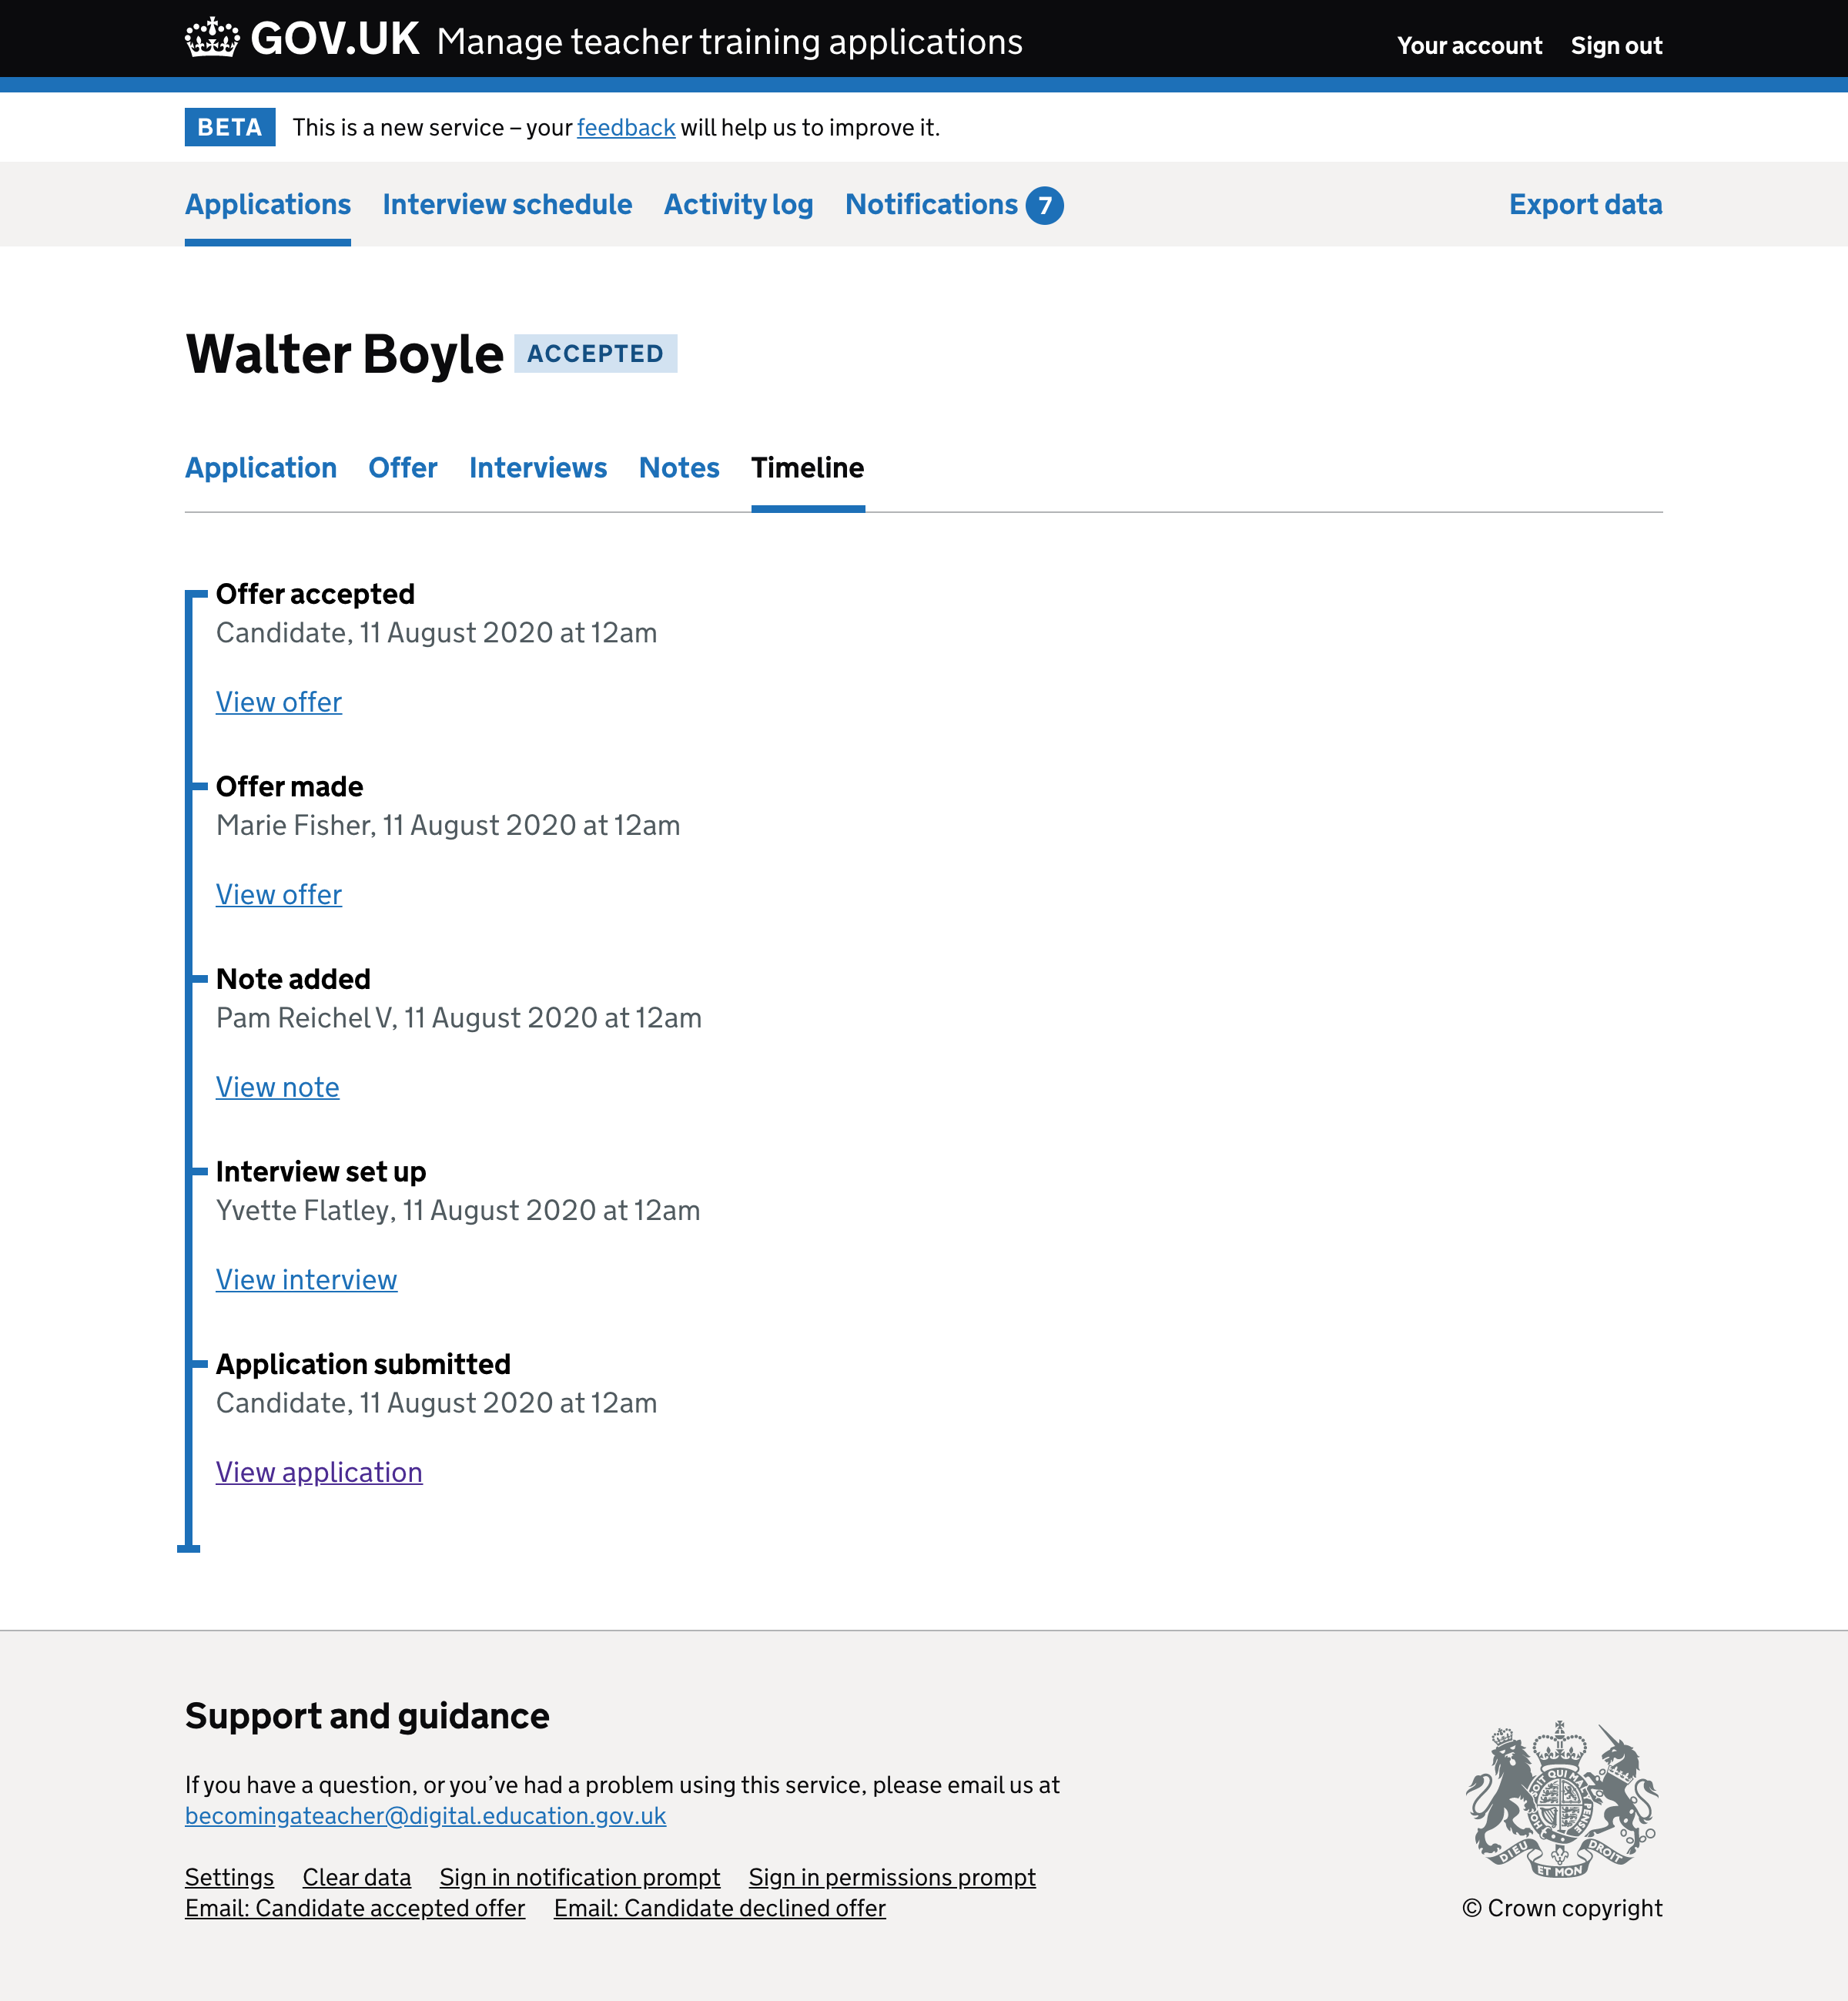 GOV.UK Manage teacher training applications Your account Sign out
BETA This is a new service – your feedback will help us to improve it.
Applications Interview schedule Activity log Notifications 7 Export data
Walter Boyle ACCEPTED
Application Offer Interviews Notes Timeline
Offer accepted
Candidate, 11 August 2020 at 12am
View offer
Offer made
Marie Fisher, 11 August 2020 at 12am
View offer
Note added
Pam Reichel V, 11 August 2020 at 12am
View note
Interview set up
Yvette Flatley, 11 August 2020 at 12am
View interview
Application submitted
Candidate, 11 August 2020 at 12am
View application
Support and guidance
If you have a question, or you’ve had a problem using this service, please email us at
becomingateacher@digital.education.gov.uk
Settings Clear data Sign in notification prompt Sign in permissions prompt
Email: Candidate accepted offer Email: Candidate declined offer
DIEU ET MON DROIT
© Crown copyright